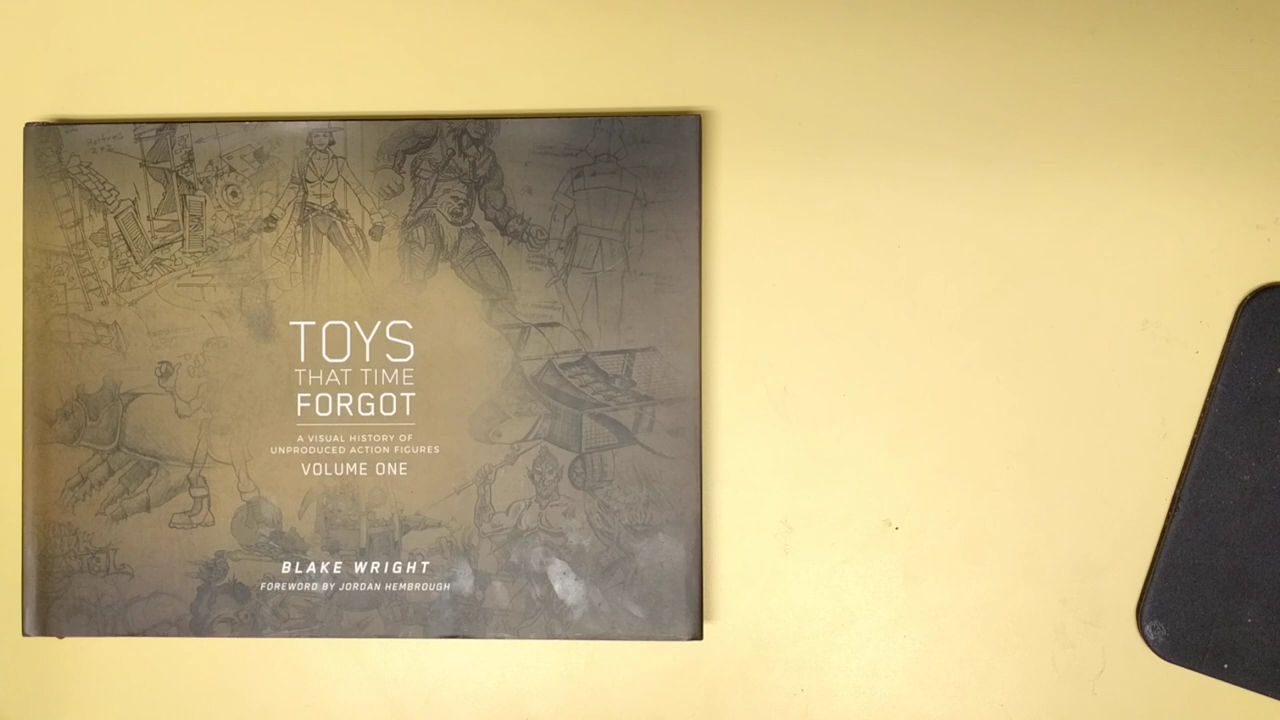 TOYS
THAT TIME
FORGOT
A VISUAL HISTORY OF
UNPRODUCED ACTION FIGURES
VOLUME ONE
BLAKE WRIGHT
FOREWORD BY JORDAN HEMBROUGH